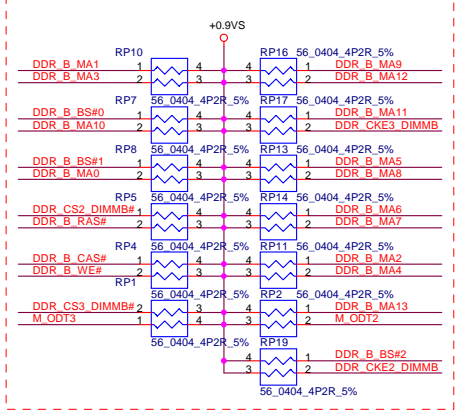 +0.9VS
RP10 RP16 56_0404_4P2R_5%
DDR_B_MA1 1 4 4 1 DDR_B_MA9
DDR_B_MA3 2 3 3 2 DDR_B_MA12
RP7 56_0404_4P2R_5% RP17 56_0404_4P2R_5%
DDR_B_BS#0 1 4 4 1 DDR_B_MA11
DDR_B_MA10 2 3 3 2 DDR_CKE3_DIMMB
RP8 56_0404_4P2R_5% RP13 56_0404_4P2R_5%
DDR_B_BS#1 1 4 4 1 DDR_B_MA5
DDR_B_MA0 2 3 3 2 DDR_B_MA8
RP5 56_0404_4P2R_5% RP14 56_0404_4P2R_5%
DDR_CS2_DIMMB# 1 4 4 1 DDR_B_MA6
DDR_B_RAS# 2 3 3 2 DDR_B_MA7
RP4 56_0404_4P2R_5% RP11 56_0404_4P2R_5%
DDR_B_CAS# 1 4 4 1 DDR_B_MA2
DDR_B_WE# 2 3 3 2 DDR_B_MA4
RP1 56_0404_4P2R_5% RP2 56_0404_4P2R_5%
DDR_CS3_DIMMB# 2 3 4 1 DDR_B_MA13
M_ODT3 1 4 3 2 M_ODT2
56_0404_4P2R_5% RP19 56_0404_4P2R_5%
4 1 DDR_B_BS#2
3 2 DDR_CKE2_DIMMB
56_0404_4P2R_5%